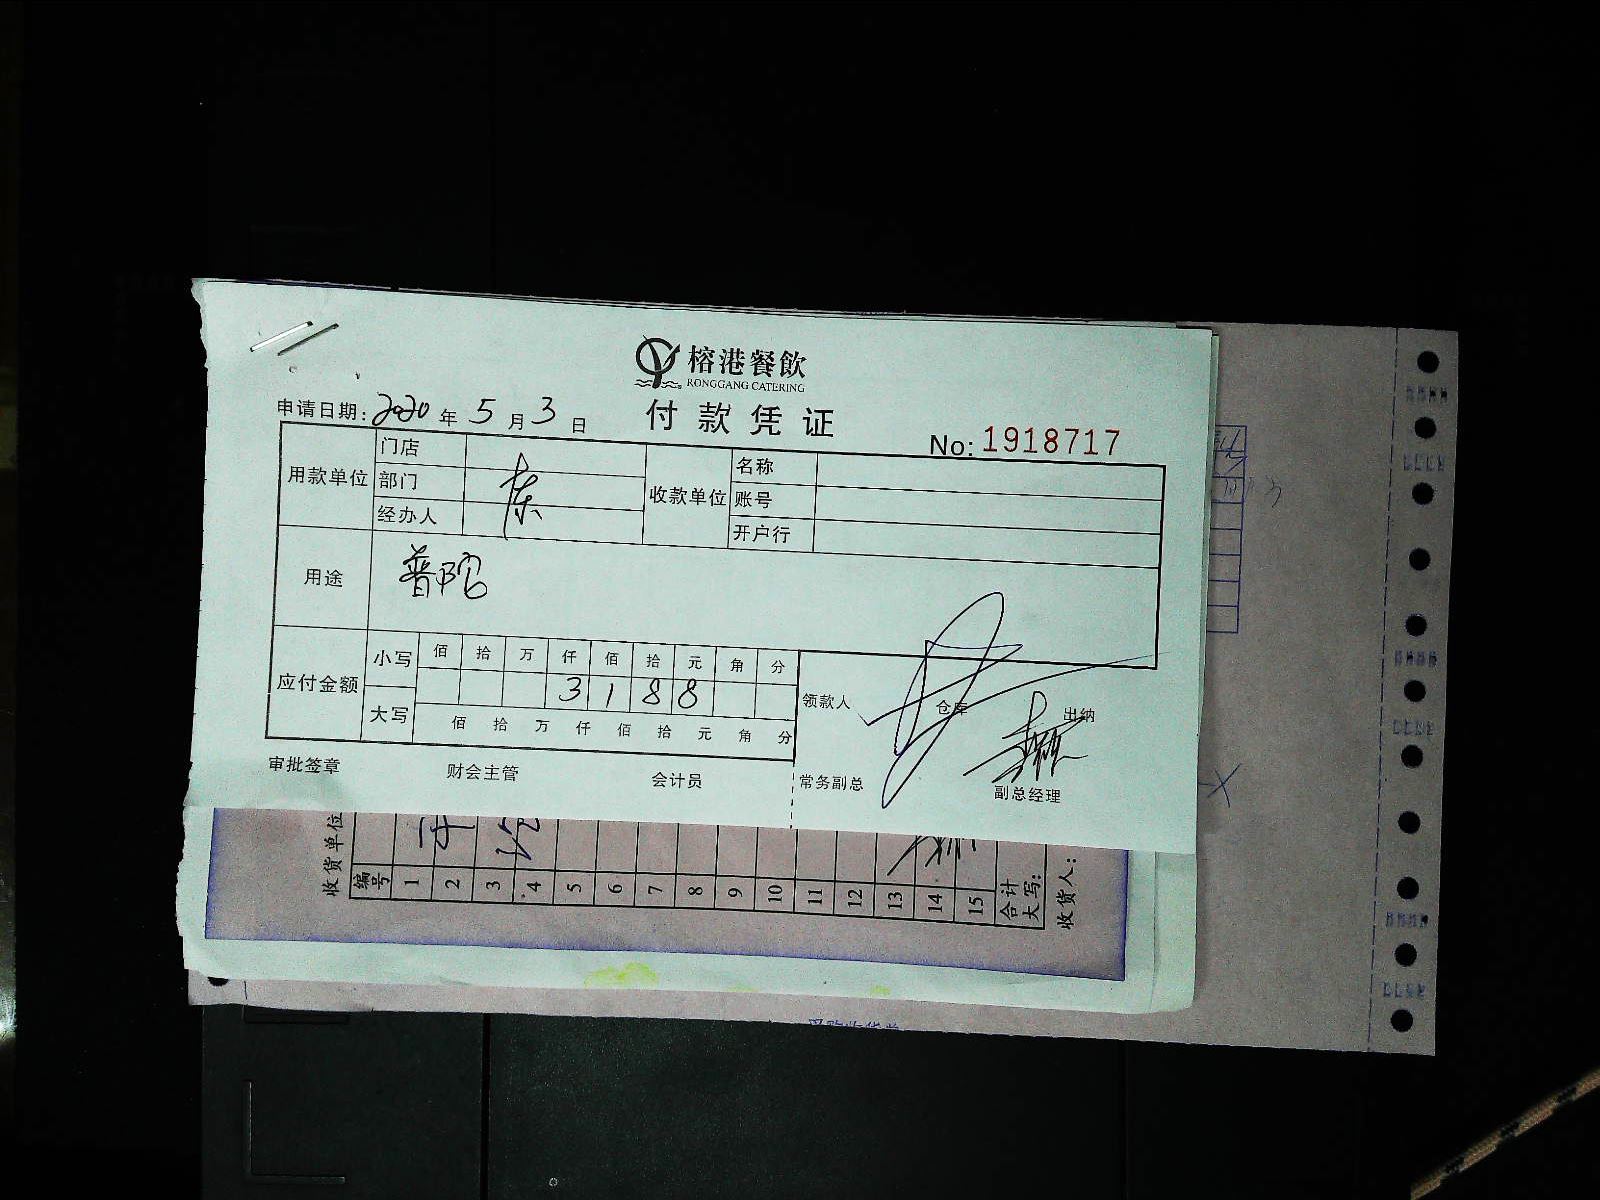 榕港餐飲
RONGGANG CATERING
付款凭证
申请日期: 2020 年 5 月 3 日
No: 1918717
用款单位 门店 收款单位 名称
部门 账号
经办人 开户行
用途 普陀
应付金额 小写 佰 拾 万 仟 佰 拾 元 角 分
3 1 8 8
大写 佰 拾 万 仟 佰 拾 元 角 分
领款人 仓库 出纳
审批签章 财会主管 会计员 常务副总 副总经理
收货单位
编号 1 2 3 4 5 6 7 8 9 10 11 12 13 14 15 合计
大写:
收货人: